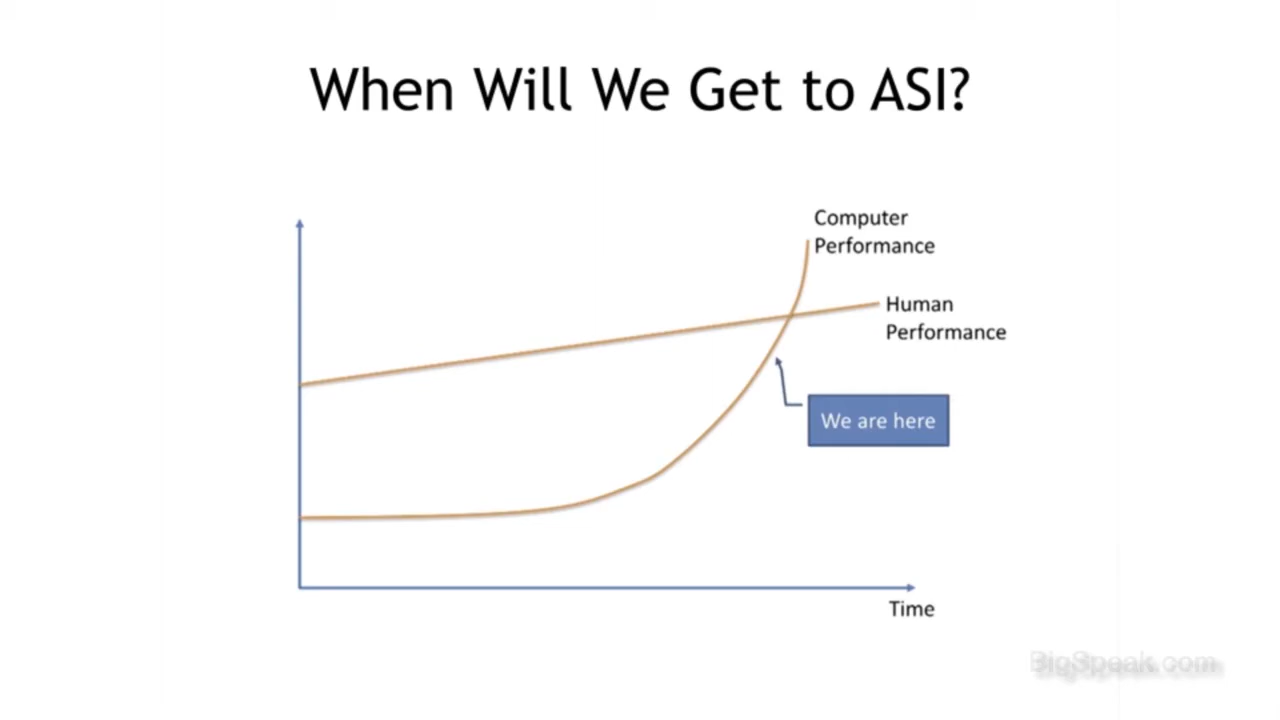 When Will We Get to ASI?
Computer
Performance
Human
Performance
We are here
Time
BigSpeak.com